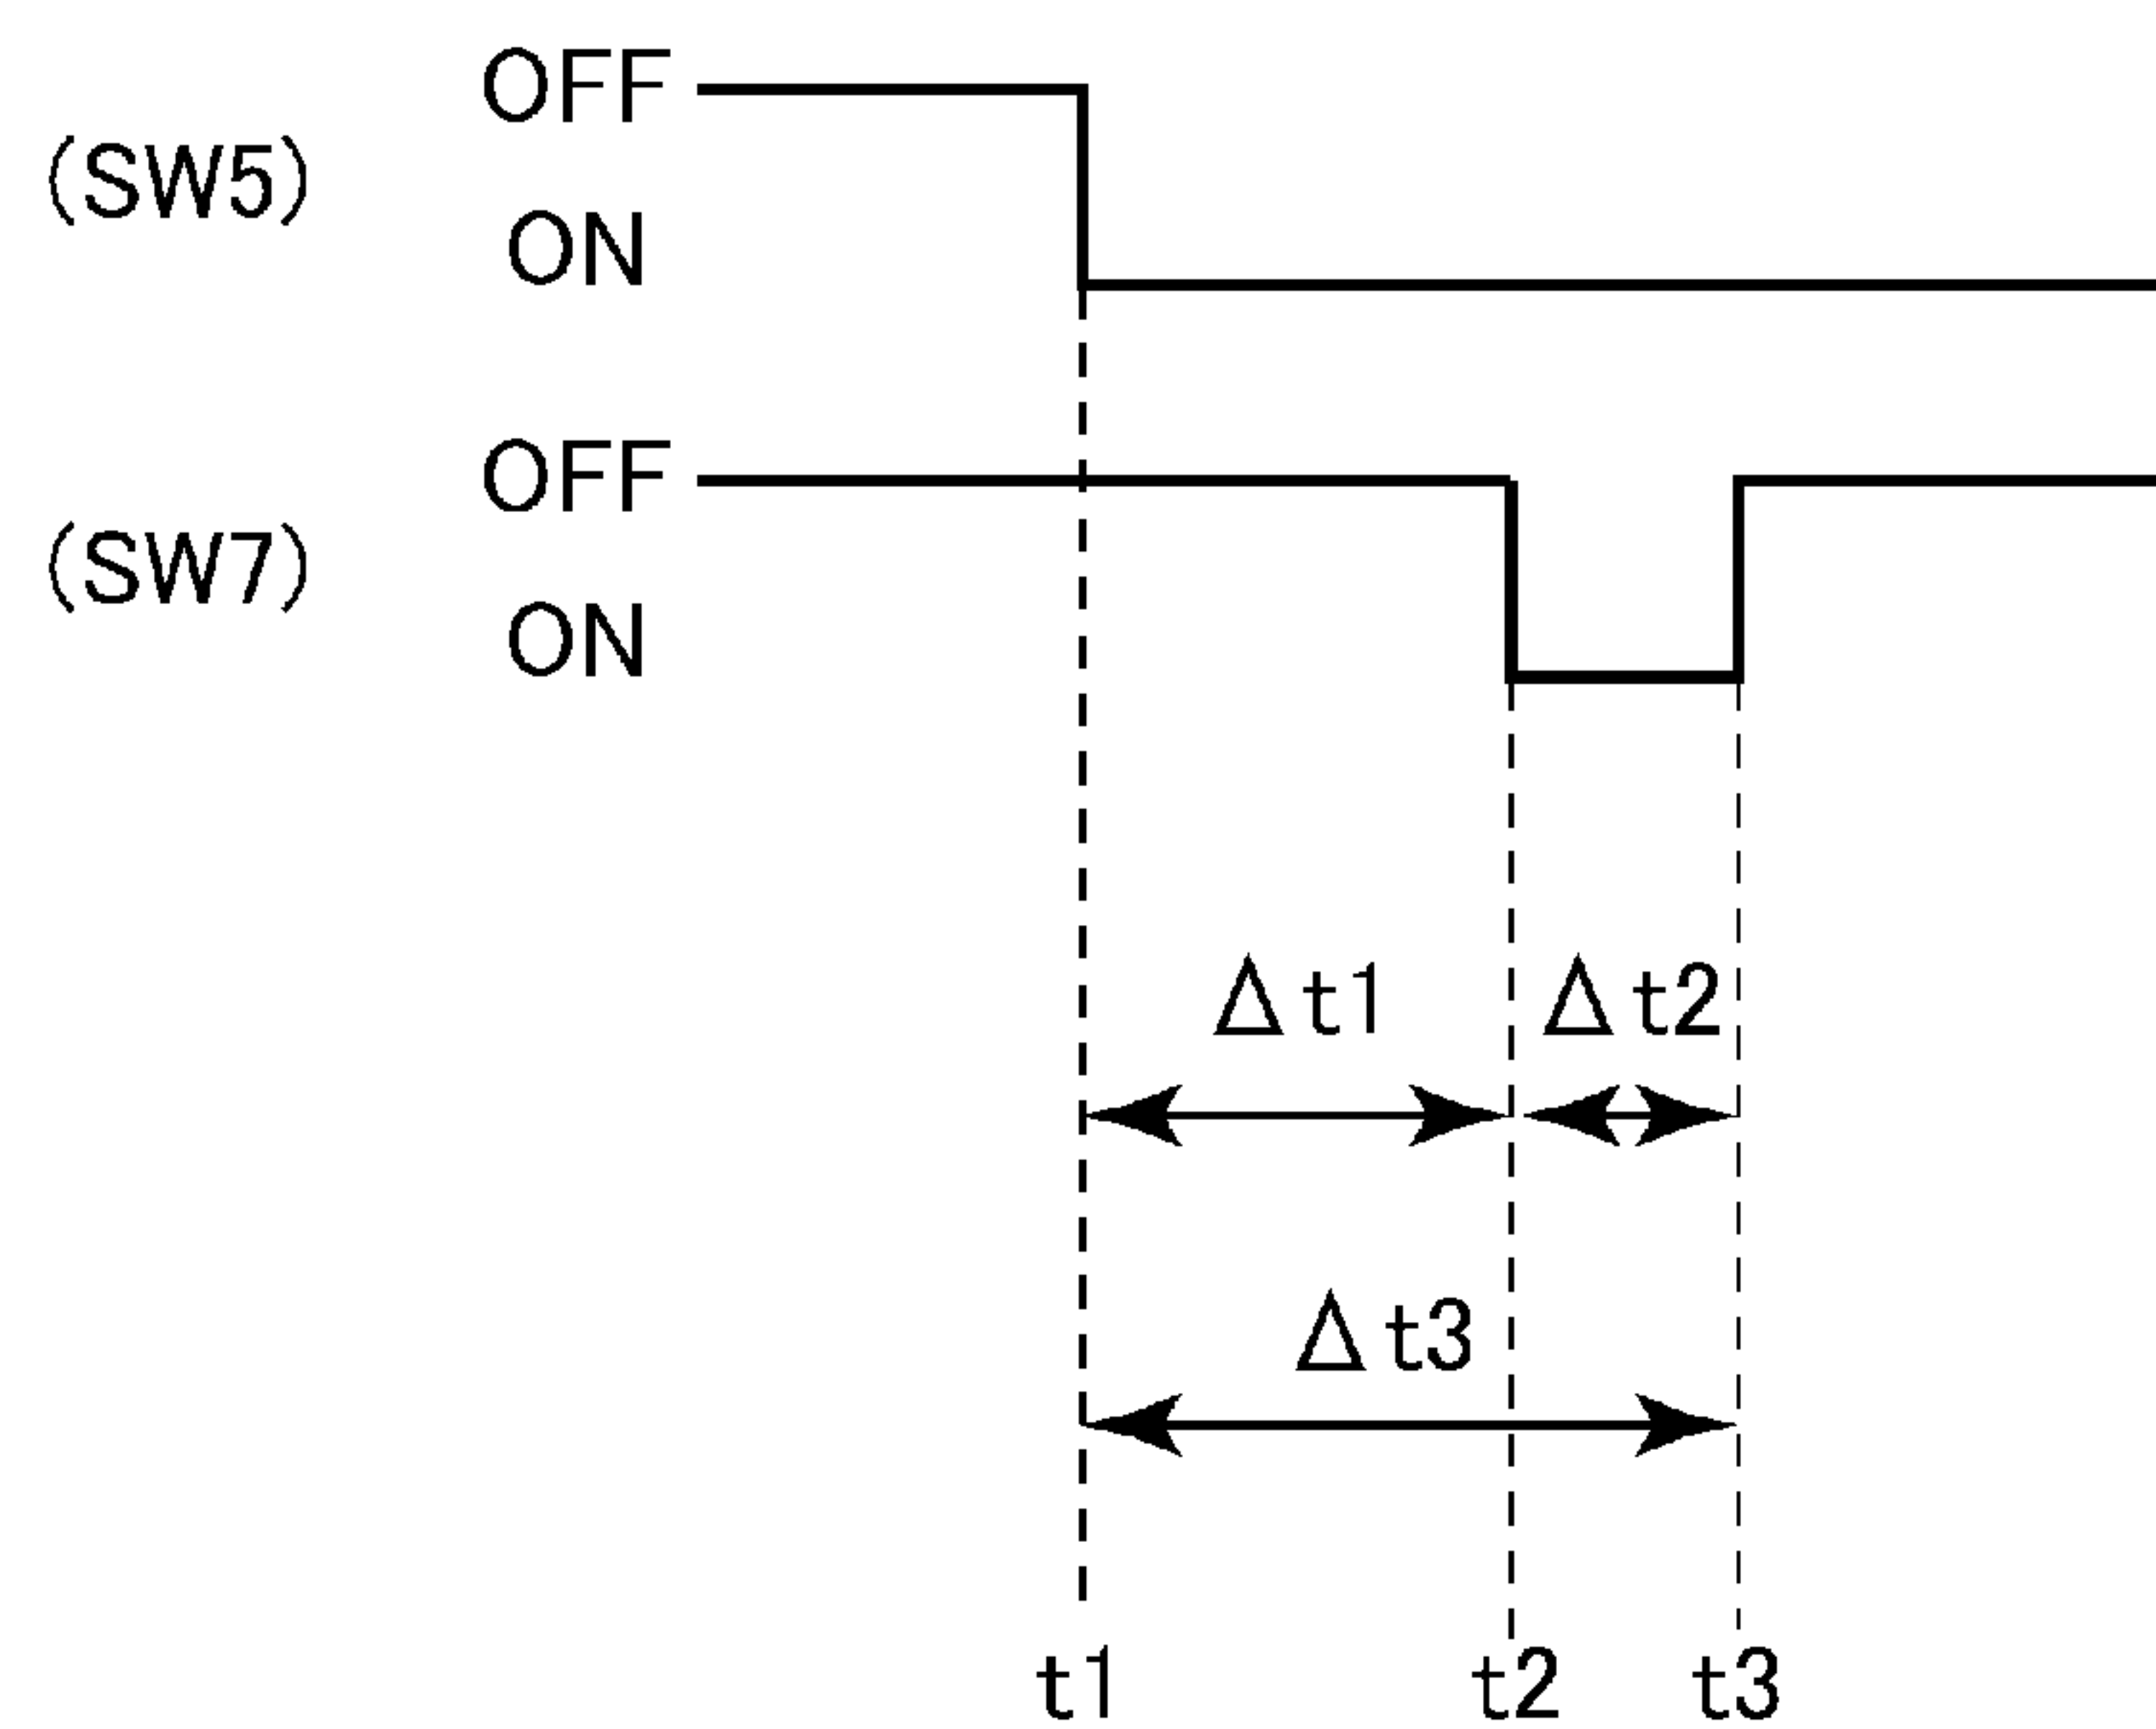 OFF
(SW5)
ON
OFF
(SW7)
ON
Δt1 Δt2
Δt3
t1 t2 t3